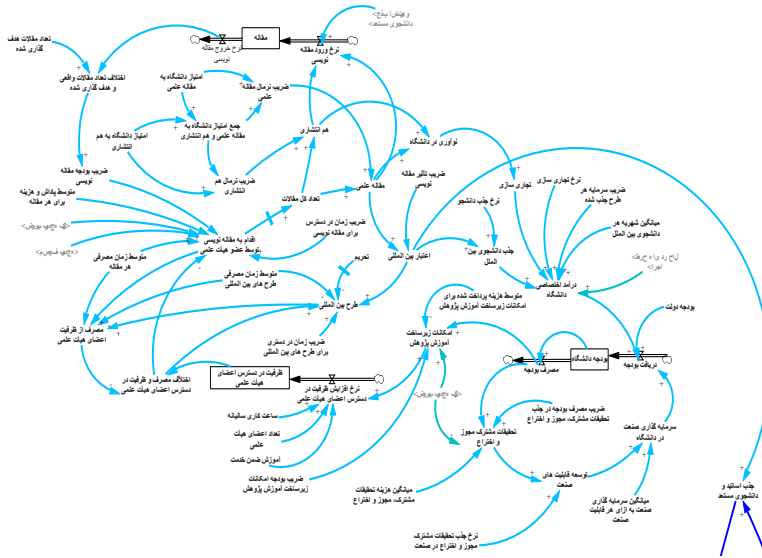 مقاله
نرخ خروج مقاله
نویسی
نرخ ورود مقاله
نویسی
<دانشجوی مستعد
تعداد مقالات هدف
گذاری شده
اختلاف تعداد مقالات واقعی
و هدف گذاری شده
امتیاز دانشگاه به
مقاله علمی
ضریب نرمال مقاله
علمی
جمع امتیاز دانشگاه به
مقاله علمی و هم انتشاری
امتیاز دانشگاه به هم
انتشاری
هم انتشاری
نوآوری در دانشگاه
ضریب بودجه مقاله
نویسی
ضریب نرمال هم
انتشاری
تعداد کل مقالات
مقاله علمی
ضریب تأثیر مقاله
نویسی
تجاری سازی
نرخ تجاری سازی
ضریب سرمایه هر
طرح جذب شده
متوسط پاداش و هزینه
برای هر مقاله
نرخ جذب دانشجو
میانگین شهریه هر
دانشجوی بین الملل
اقدام به مقاله نویسی
توسط عضو هیأت علمی
ضریب زمان در دسترس
برای مقاله نویسی
اعتبار بین المللی
جذب دانشجوی بین
الملل
متوسط زمان مصرفی
هر مقاله
متوسط زمان مصرفی
طرح های بین المللی
تحریم
درآمد اختصاصی
دانشگاه
طرح بین المللی
متوسط هزینه پرداخت شده برای
امکانات زیرساخت آموزش پژوهش
بودجه دولت
مصرف از ظرفیت
اعضای هیأت علمی
ضریب زمان در دستری
برای طرح های بین المللی
امکانات زیرساخت
آموزش پژوهش
بودجه دانشگاه
مصرف بودجه
دریافت بودجه
اختلاف مصرف و ظرفیت در
دسترس اعضای هیأت علمی
ظرفیت در دسترس اعضای
هیأت علمی
نرخ افزایش ظرفیت در
دسترس اعضای هیأت علمی
ساعت کاری سالیانه
تعداد اعضای هیأت
علمی
آموزش ضمن خدمت
ضریب بودجه امکانات
زیرساخت آموزش پژوهش
ضریب مصرف بودجه در جذب
تحقیقات مشترک، مجوز و اختراع
تحقیقات مشترک مجوز
و اختراع
سرمایه گذاری صنعت
در دانشگاه
توسعه قابلیت های
صنعت
میانگین هزینه تحقیقات
مشترک، مجوز و اختراع
میانگین سرمایه گذاری
صنعت به ازای هر قابلیت
صنعت
جذب اساتید و
دانشجوی مستعد
نرخ جذب تحقیقات مشترک
مجوز و اختراع در صنعت